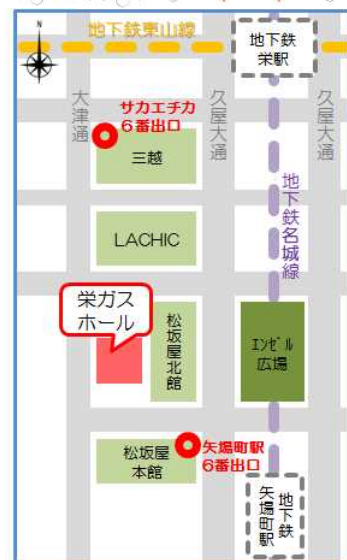 N
地下鉄東山線
地下鉄
栄駅
大津通
サカエチカ
6番出口
三越
久屋大通
久屋大通
地下鉄名城線
LACHIC
栄ガス
ホール
松坂屋北館
エンゼル
広場
松坂屋
本館
矢場町駅
6番出口
地下鉄
矢場町駅